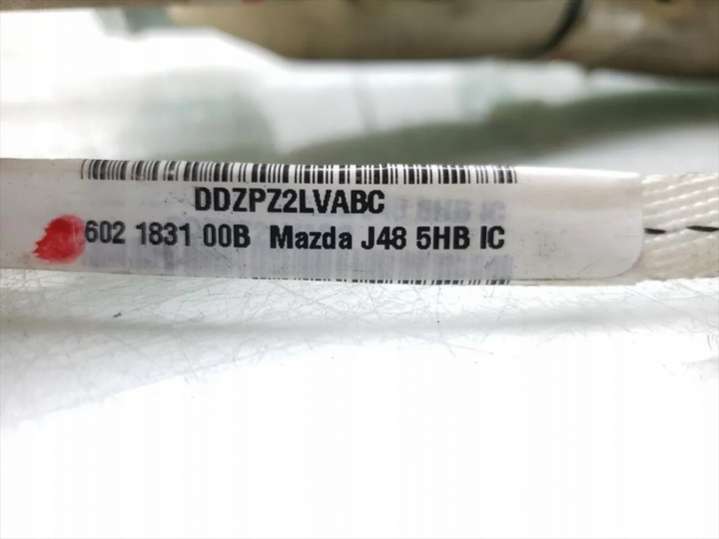 DDZPZ2LVABC
602 1831 00B Mazda J48 5HB IC